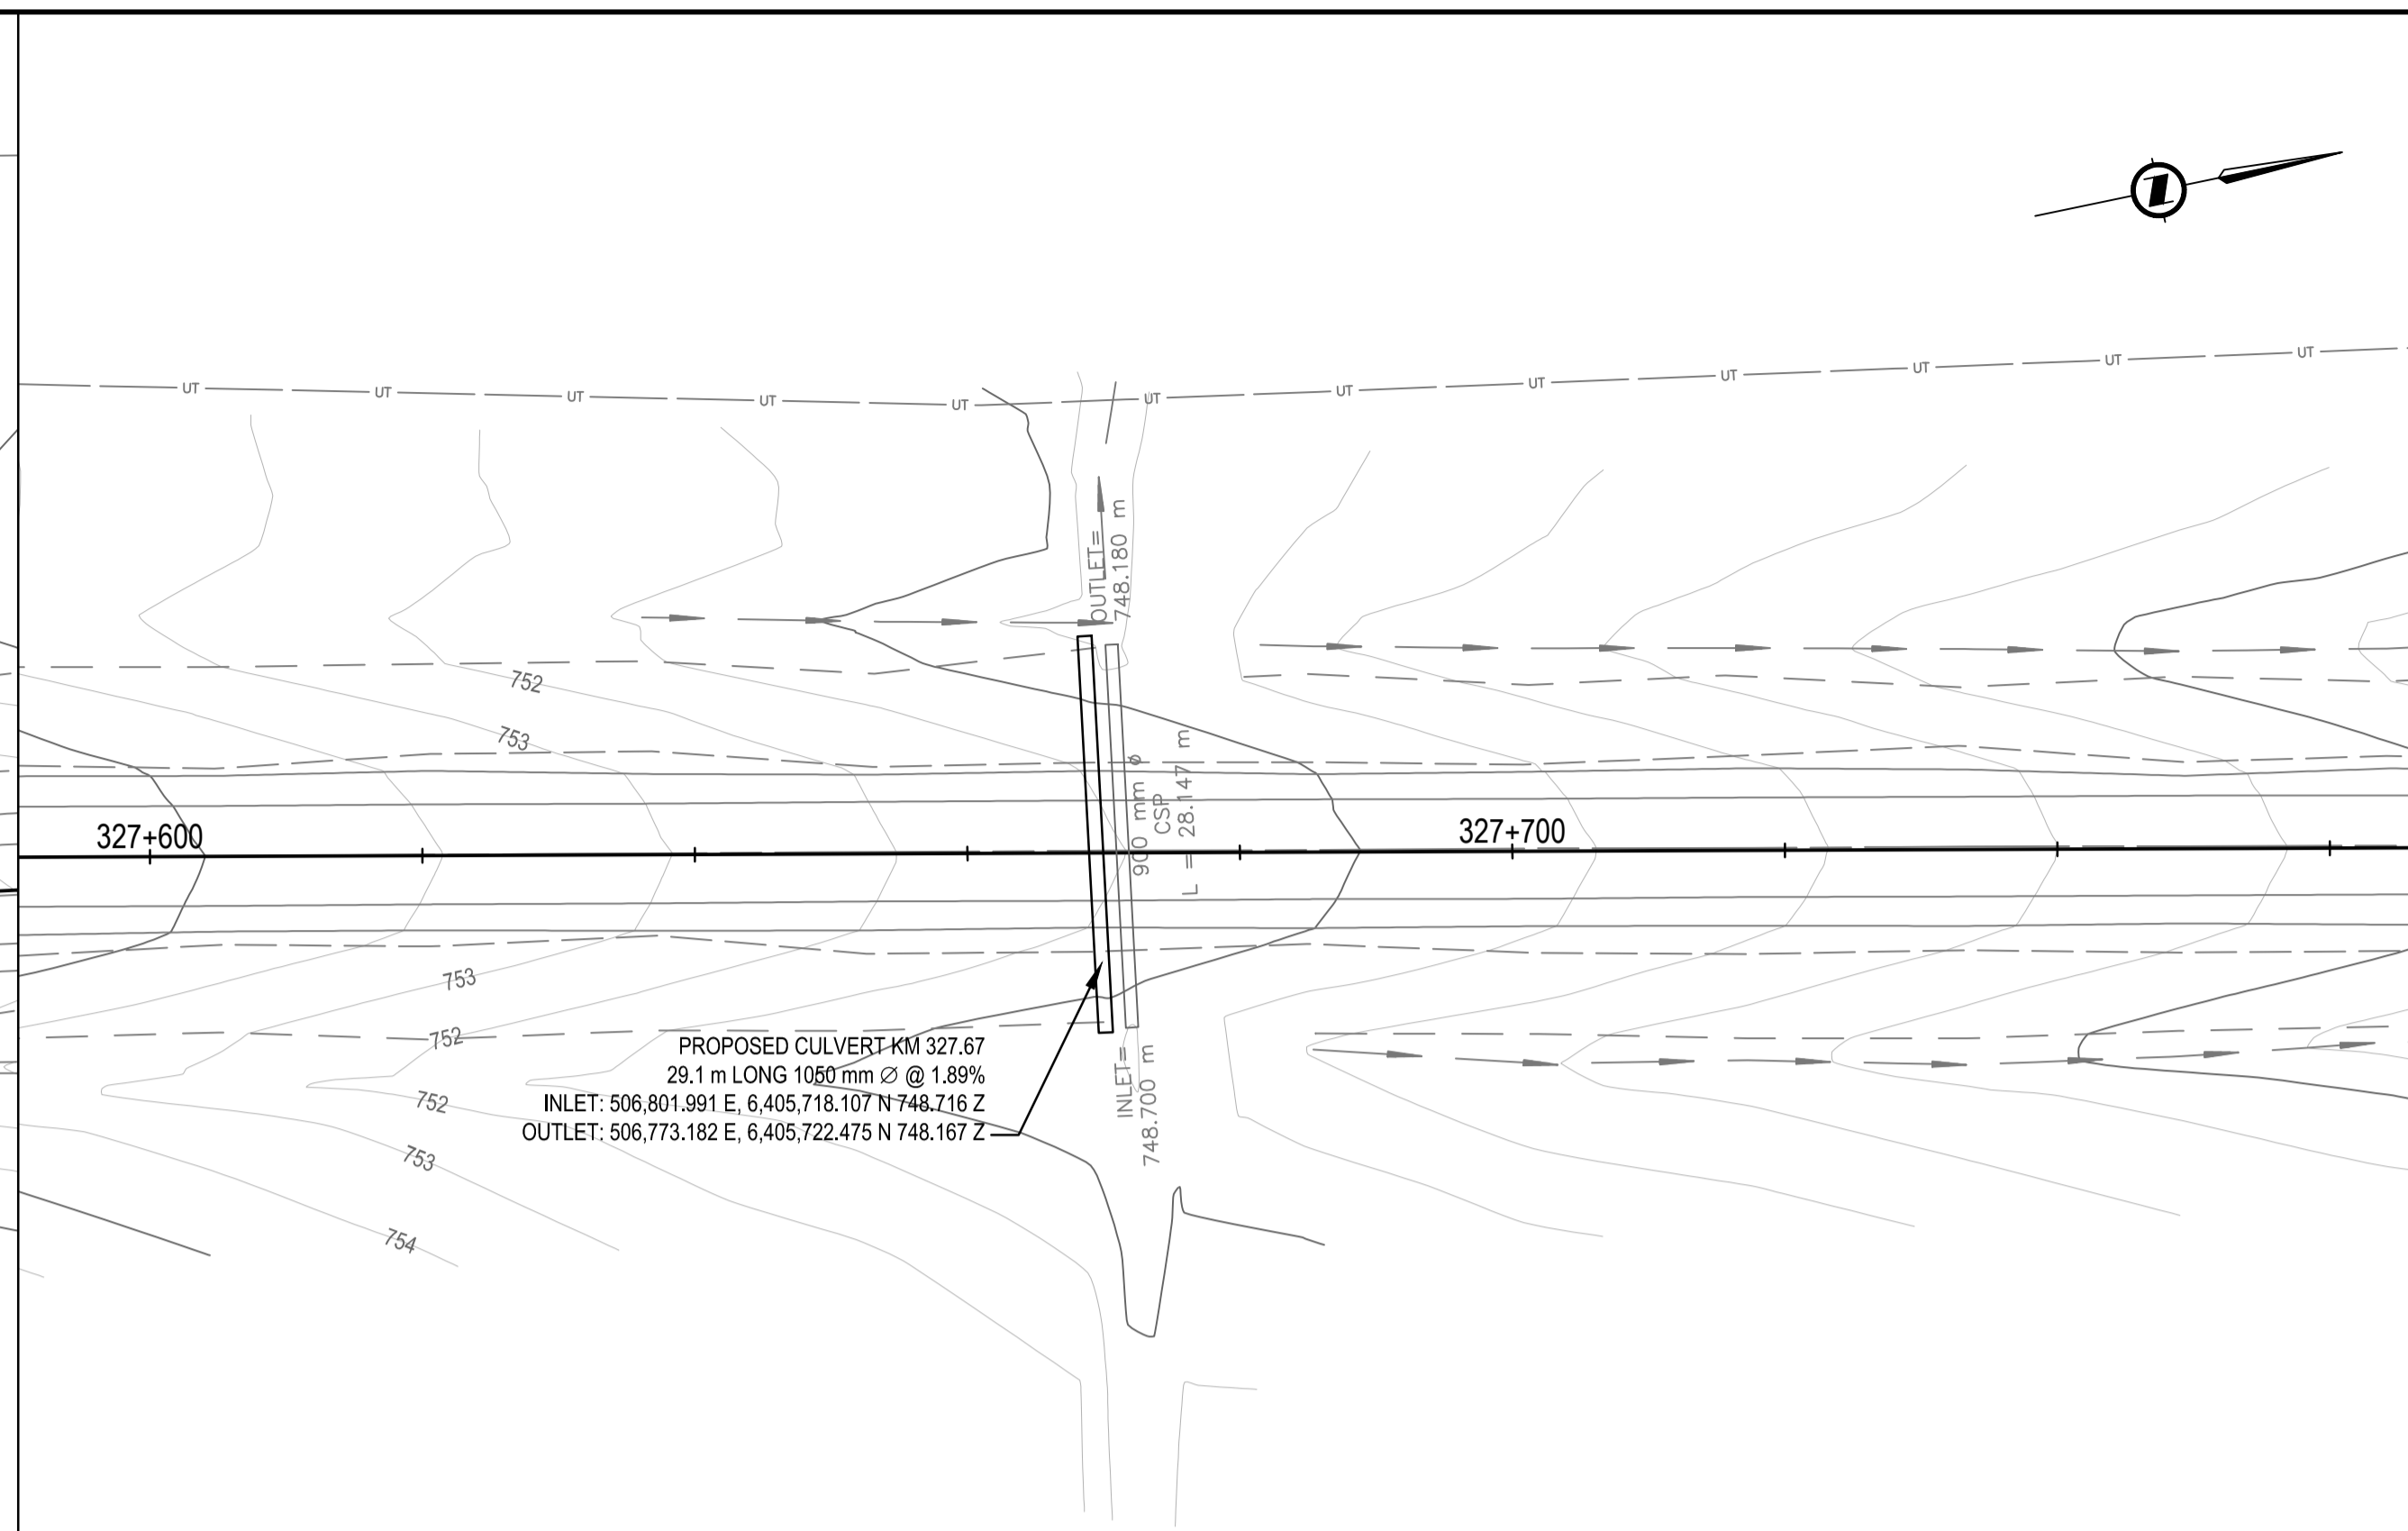 UT UT UT UT UT UT UT UT UT UT UT UT
Z
OUTLET=
748.180 m
752
753
900 mm ø
CSP
L = 28.147 m
327+600
327+700
753
752
PROPOSED CULVERT KM 327.67
29.1 m LONG 1050 mm ∅ @ 1.89%
INLET: 506,801.991 E, 6,405,718.107 N 748.716 Z
OUTLET: 506,773.182 E, 6,405,722.475 N 748.167 Z
INLET=
748.700 m
752
753
754